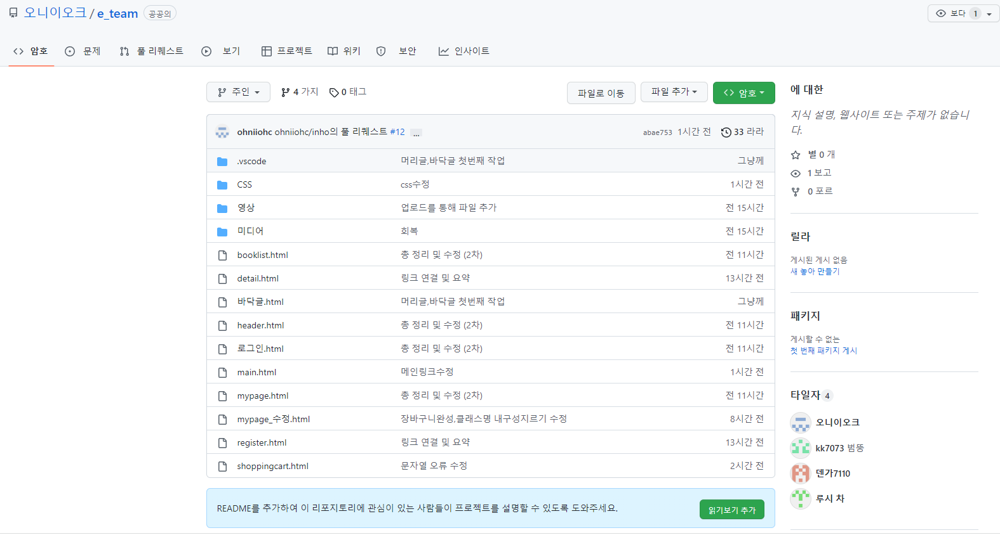 오니이오크 / e_team 공공의
보다 1
암호 문제 풀 리퀘스트 보기 프로젝트 위키 보안 인사이트
주인 4 가지 0 태그 파일로 이동 파일 추가 암호
ohniiohc ohniiohc/inho의 풀 리퀘스트 #12 ... abae753 1시간 전 33 라라
.vscode 머리글,바닥글 첫번째 작업 그냥께
CSS css수정 1시간 전
영상 업로드를 통해 파일 추가 전 15시간
미디어 회복 전 15시간
booklist.html 총 정리 및 수정 (2차) 전 11시간
detail.html 링크 연결 및 요약 13시간 전
바닥글.html 머리글,바닥글 첫번째 작업 그냥께
header.html 총 정리 및 수정 (2차) 전 11시간
로그인.html 총 정리 및 수정 (2차) 전 11시간
main.html 메인링크수정 1시간 전
mypage.html 총 정리 및 수정 (2차) 전 11시간
mypage_수정.html 장바구니완성,클래스명 내구성지르기 수정 8시간 전
register.html 링크 연결 및 요약 13시간 전
shoppingcart.html 문자열 오류 수정 2시간 전
README를 추가하여 이 리포지토리에 관심이 있는 사람들이 프로젝트를 설명할 수 있도록 도와주세요. 읽기보기 추가
에 대한
지식 설명, 웹사이트 또는 주제가 없습니
다.
별 0 개
1 보고
0 포르
릴라
게시된 게시 없음
새 놓아 만들기
패키지
게시할 수 없는
첫 번째 패키지 게시
타일자 4
오니이오크
kk7073 범뚱
덴가7110
루시 차